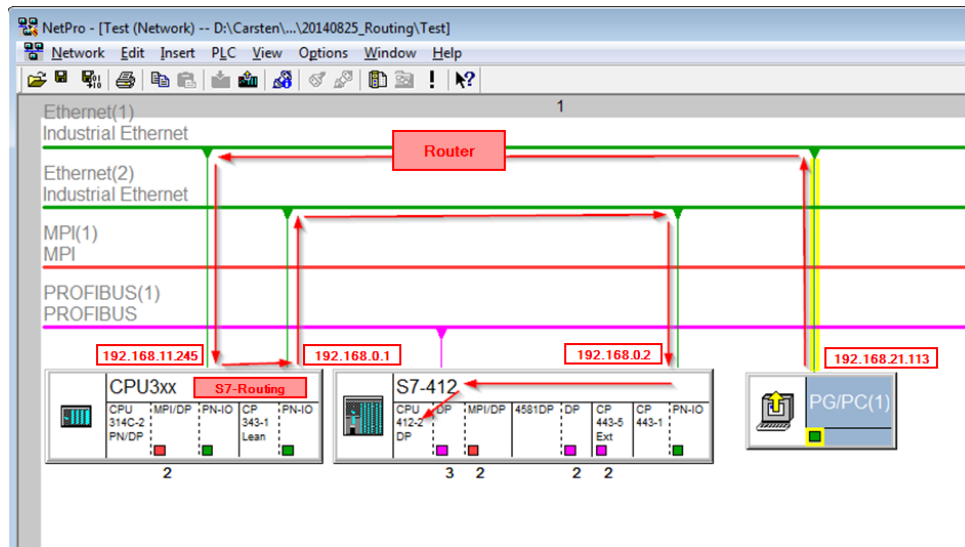 NetPro - [Test (Network) -- D:\Carsten\...\20140825_Routing\Test]
Network Edit Insert PLC View Options Window Help
1
Ethernet(1)
Industrial Ethernet
Router
Ethernet(2)
Industrial Ethernet
MPI(1)
MPI
PROFIBUS(1)
PROFIBUS
192.168.11.245
192.168.0.1
192.168.0.2
192.168.21.113
CPU3xx
S7-Routing
CPU
314C-2
PN/DP
MPI/DP
PN-IO
CP
343-1
Lean
PN-IO
2
S7-412
CPU
412-2
DP
DP
MPI/DP
4581DP
DP
CP
443-5
Ext
CP
443-1
PN-IO
3 2 2 2
PG/PC(1)